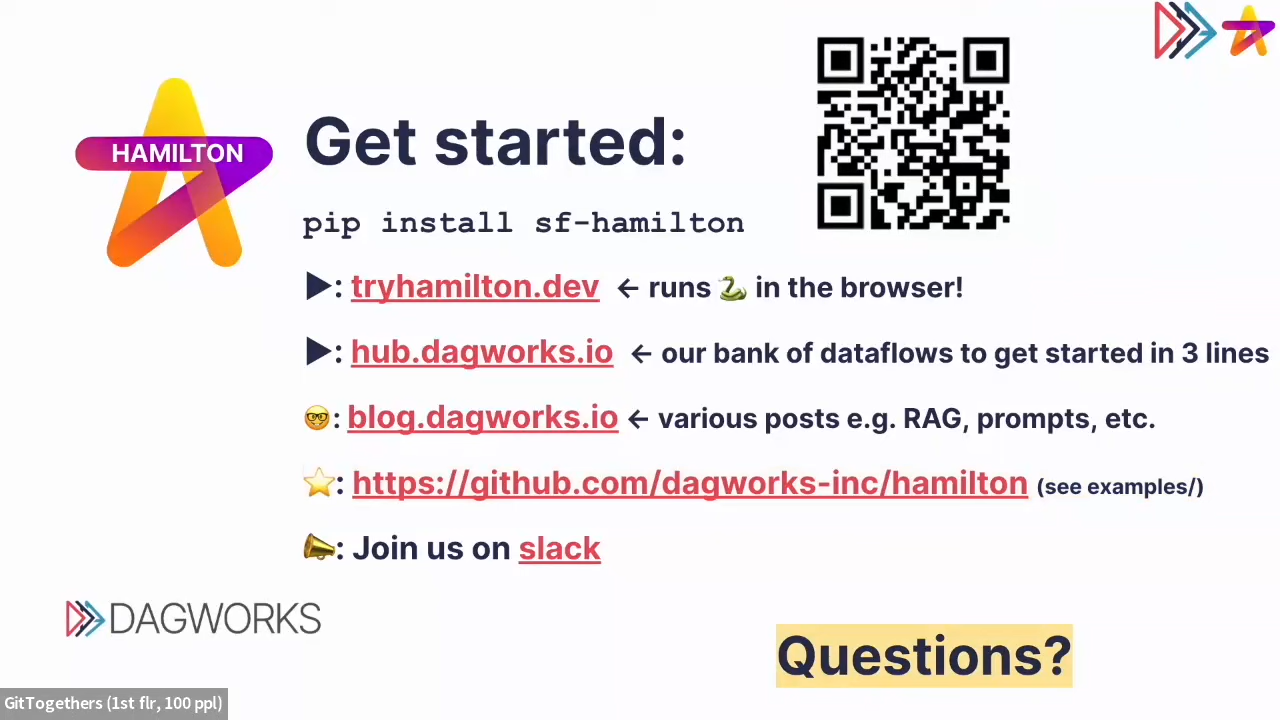 HAMILTON
Get started:
pip install sf-hamilton
▶: tryhamilton.dev ← runs 🐍 in the browser!
▶: hub.dagworks.io ← our bank of dataflows to get started in 3 lines
🤓: blog.dagworks.io ← various posts e.g. RAG, prompts, etc.
⭐: https://github.com/dagworks-inc/hamilton (see examples/)
📣: Join us on slack
DAGWORKS
Questions?
GitTogethers (1st flr, 100 ppl)